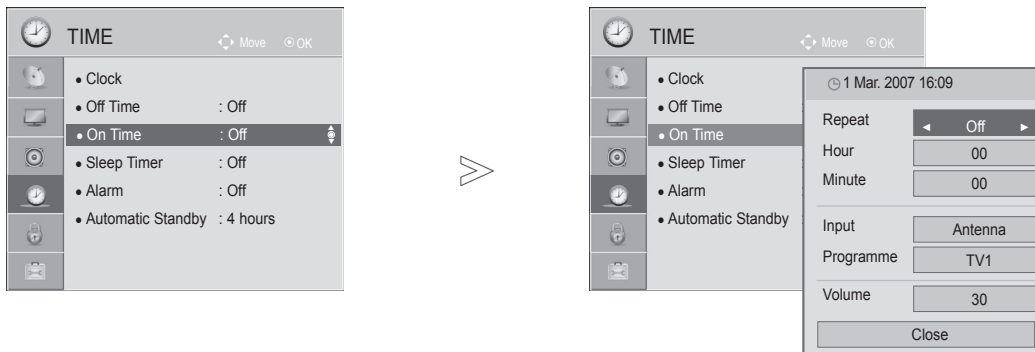 TIME
Move OK
• Clock
• Off Time : Off
• On Time : Off
• Sleep Timer : Off
• Alarm : Off
• Automatic Standby : 4 hours
TIME
Move OK
• Clock
• Off Time
• On Time
• Sleep Timer
• Alarm
• Automatic Standby
1 Mar. 2007 16:09
Repeat ◄ Off ►
Hour 00
Minute 00
Input Antenna
Programme TV1
Volume 30
Close